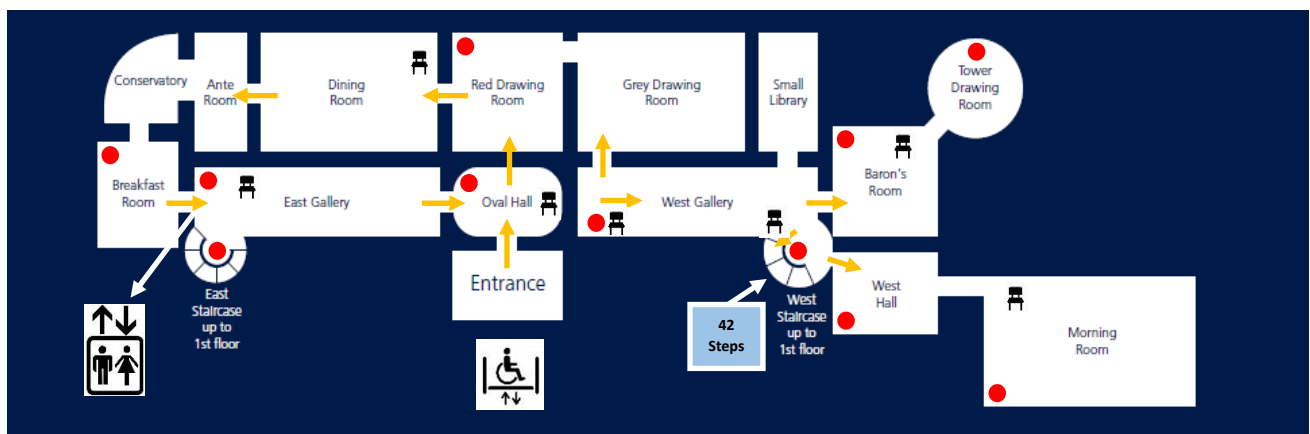 Conservatory
Ante
Room
Dining
Room
Red Drawing
Room
Grey Drawing
Room
Small
Library
Tower
Drawing
Room
Breakfast
Room
East Gallery
Oval Hall
West Gallery
Baron's
Room
Entrance
East
Staircase
up to
1st floor
42
Steps
West
Staircase
up to
1st floor
West
Hall
Morning
Room